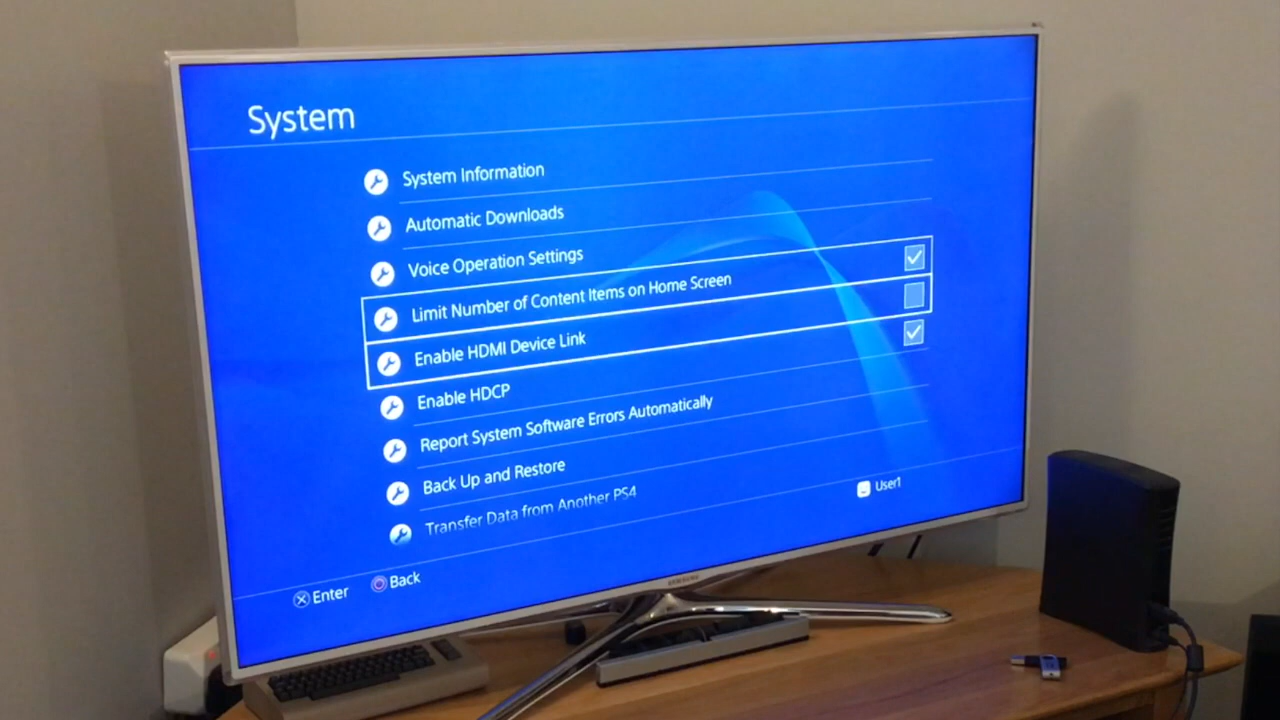 System
System Information
Automatic Downloads
Voice Operation Settings
Limit Number of Content Items on Home Screen
Enable HDMI Device Link
Enable HDCP
Report System Software Errors Automatically
Back Up and Restore
Transfer Data from Another PS4
User1
Enter
Back
SAMSUNG